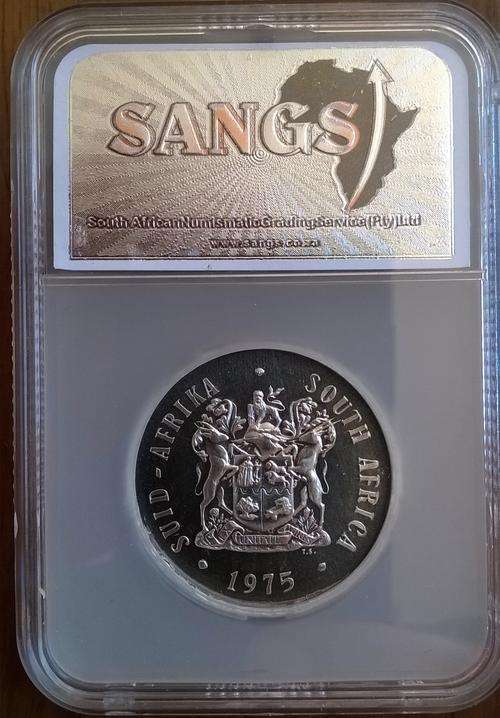 SANGS
South African Numismatic Grading Service (Pty) Ltd
www.sangs.co.za
SUID - AFRIKA SOUTH AFRICA
T.S.
• 1975 •